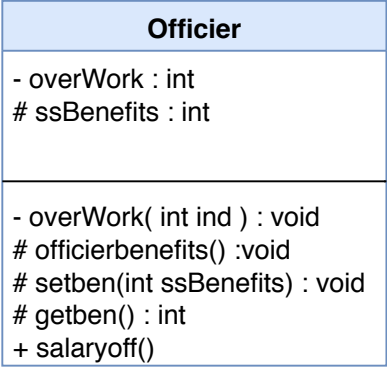 Officier
- overWork : int
# ssBenefits : int
- overWork( int ind ) : void
# officierbenefits() :void
# setben(int ssBenefits) : void
# getben() : int
+ salaryoff()